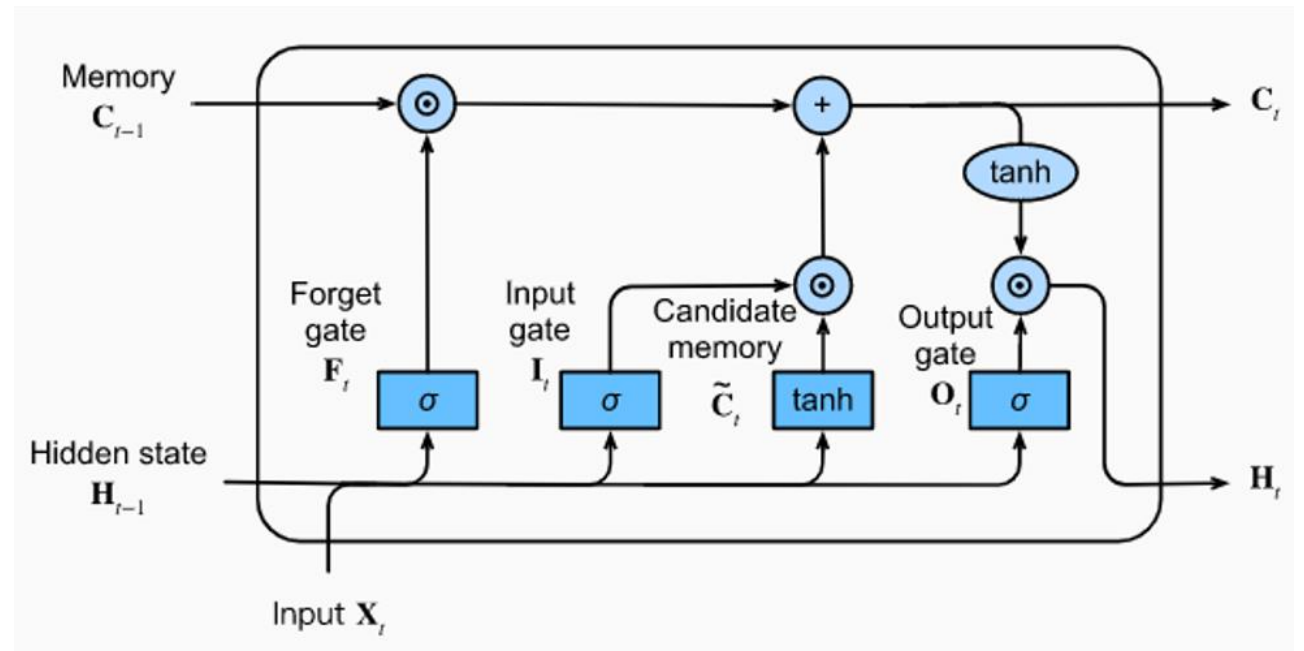 Memory
C_{t-1}
⊙
+
C_t
tanh
Forget
gate
F_t
Input
gate
I_t
⊙
Candidate
memory
C̃_t
⊙
Output
gate
O_t
σ
σ
tanh
σ
Hidden state
H_{t-1}
H_t
Input X_t